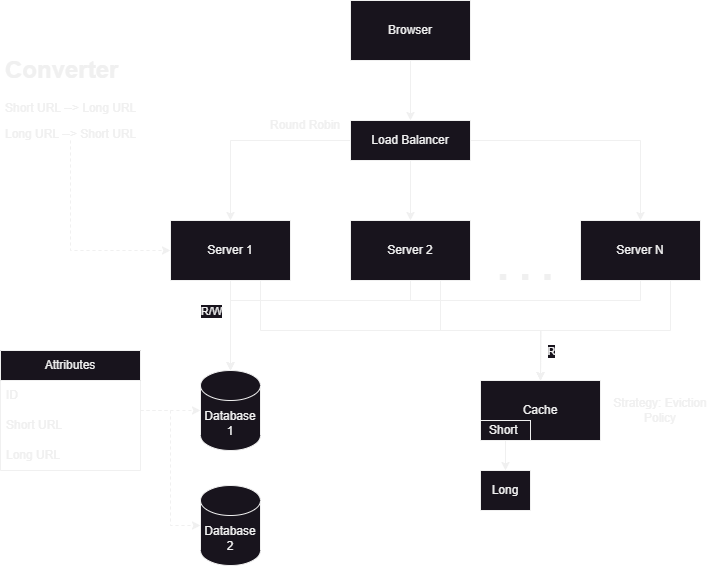 Browser
Converter
Short URL --> Long URL
Round Robin
Long URL --> Short URL
Load Balancer
Server 1
Server 2
. . .
Server N
R/W
R
Attributes
ID
Short URL
Long URL
Database
1
Cache
Short
Strategy: Eviction
Policy
Long
Database
2